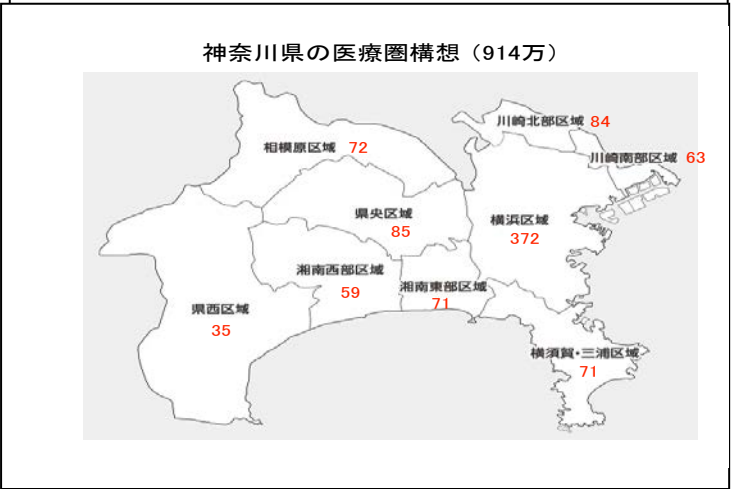 神奈川県の医療圏構想（914万）
川崎北部区域 84
相模原区域 72
川崎南部区域 63
県央区域
85
横浜区域
372
湘南西部区域
59
湘南東部区域
71
県西区域
35
横須賀・三浦区域
71